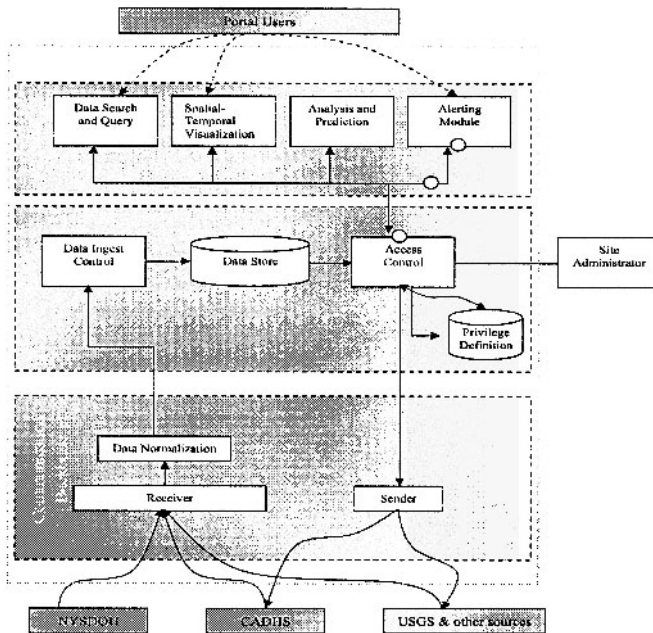 Portal Users
Data Search
and Query
Spatial-
Temporal
Visualization
Analysis and
Prediction
Alerting
Module
Data Ingest
Control
Data Store
Access
Control
Site
Administrator
Privilege
Definition
Data Normalization
Receiver
Sender
NYSDOH
CADHS
USGS & other sources